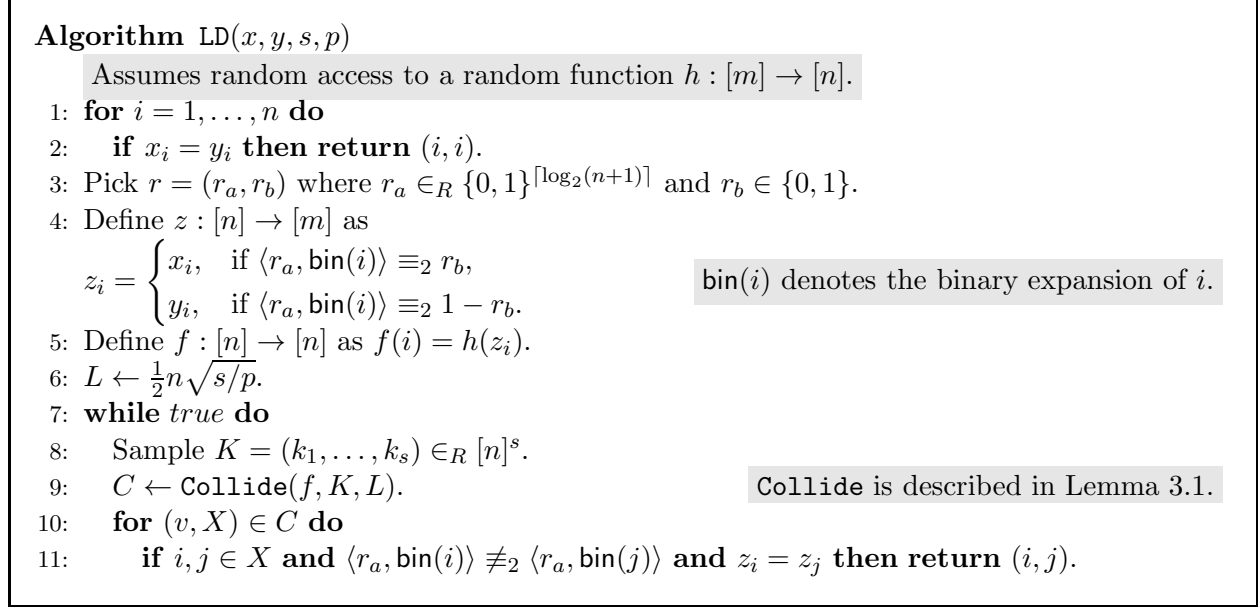 Algorithm LD(x, y, s, p)
Assumes random access to a random function h : [m] → [n].
1: for i = 1, . . . , n do
2: if x_i = y_i then return (i, i).
3: Pick r = (r_a, r_b) where r_a ∈_R {0, 1}^{⌈log_2(n+1)⌉} and r_b ∈ {0, 1}.
4: Define z : [n] → [m] as
z_i = { x_i, if ⟨r_a, bin(i)⟩ ≡_2 r_b,
y_i, if ⟨r_a, bin(i)⟩ ≡_2 1 − r_b.
bin(i) denotes the binary expansion of i.
5: Define f : [n] → [n] as f(i) = h(z_i).
6: L ← ½n√(s/p).
7: while true do
8: Sample K = (k_1, . . . , k_s) ∈_R [n]^s.
9: C ← Collide(f, K, L). Collide is described in Lemma 3.1.
10: for (v, X) ∈ C do
11: if i, j ∈ X and ⟨r_a, bin(i)⟩ ≢_2 ⟨r_a, bin(j)⟩ and z_i = z_j then return (i, j).